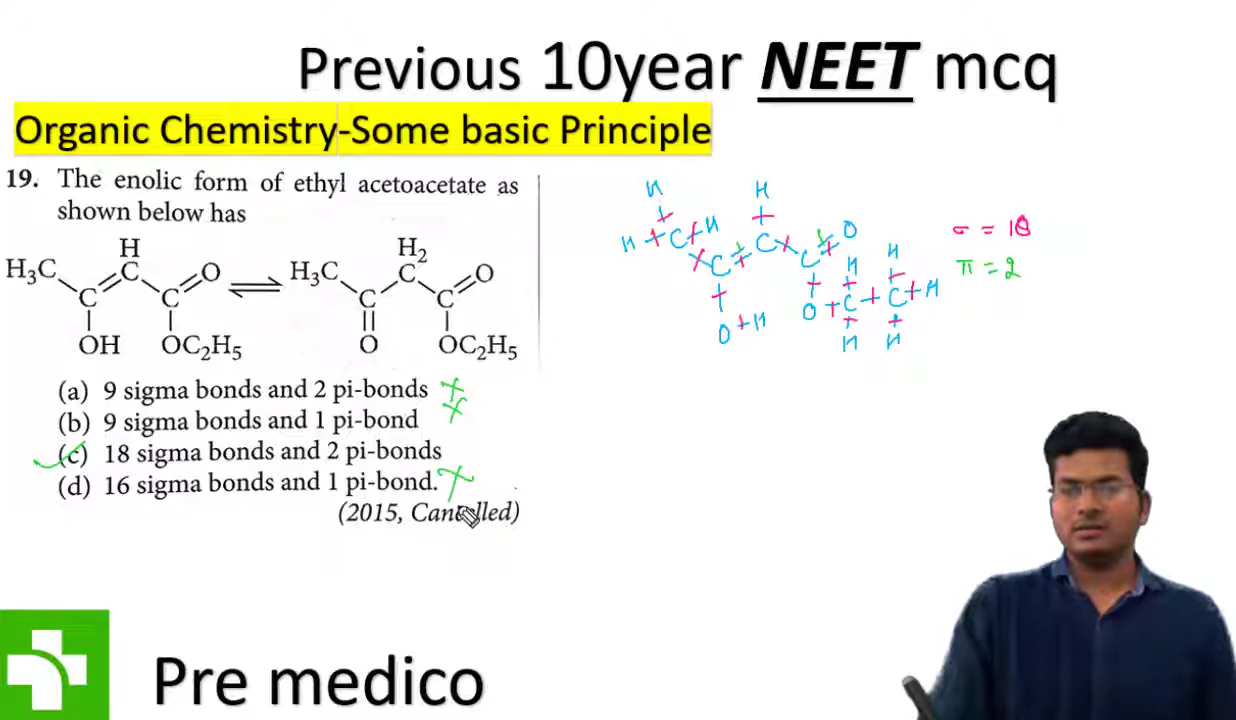 Previous 10year NEET mcq
Organic Chemistry-Some basic Principle
19. The enolic form of ethyl acetoacetate as
shown below has
H H₂
H₃C C O H₃C C O
C C C C
OH OC₂H₅ O OC₂H₅
(a) 9 sigma bonds and 2 pi-bonds
(b) 9 sigma bonds and 1 pi-bond
(c) 18 sigma bonds and 2 pi-bonds
(d) 16 sigma bonds and 1 pi-bond.
(2015, Cancelled)
H H
H C H C O
C C H H
O H O C C H
H H
σ = 18
π = 2
Pre medico